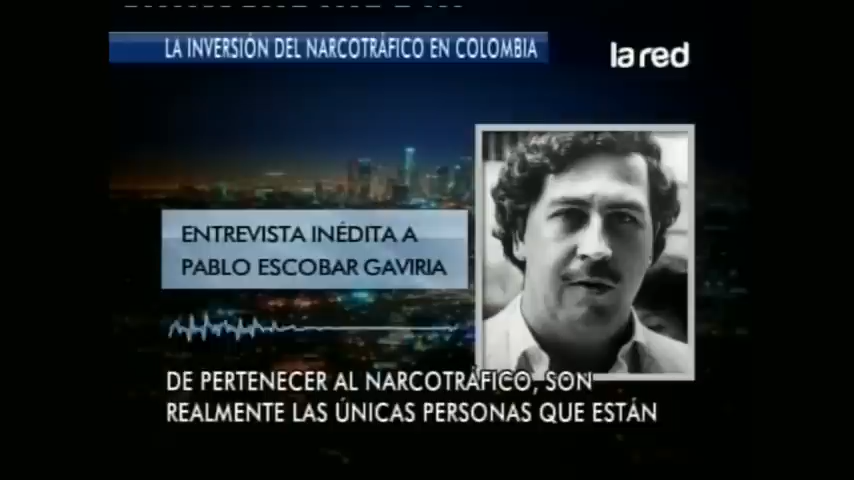 LA INVERSIÓN DEL NARCOTRÁFICO EN COLOMBIA
la red
ENTREVISTA INÉDITA A
PABLO ESCOBAR GAVIRIA
DE PERTENECER AL NARCOTRÁFICO, SON
REALMENTE LAS ÚNICAS PERSONAS QUE ESTÁN